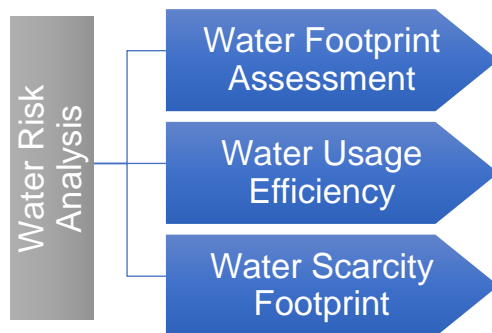 Water Risk
Analysis
Water Footprint
Assessment
Water Usage
Efficiency
Water Scarcity
Footprint